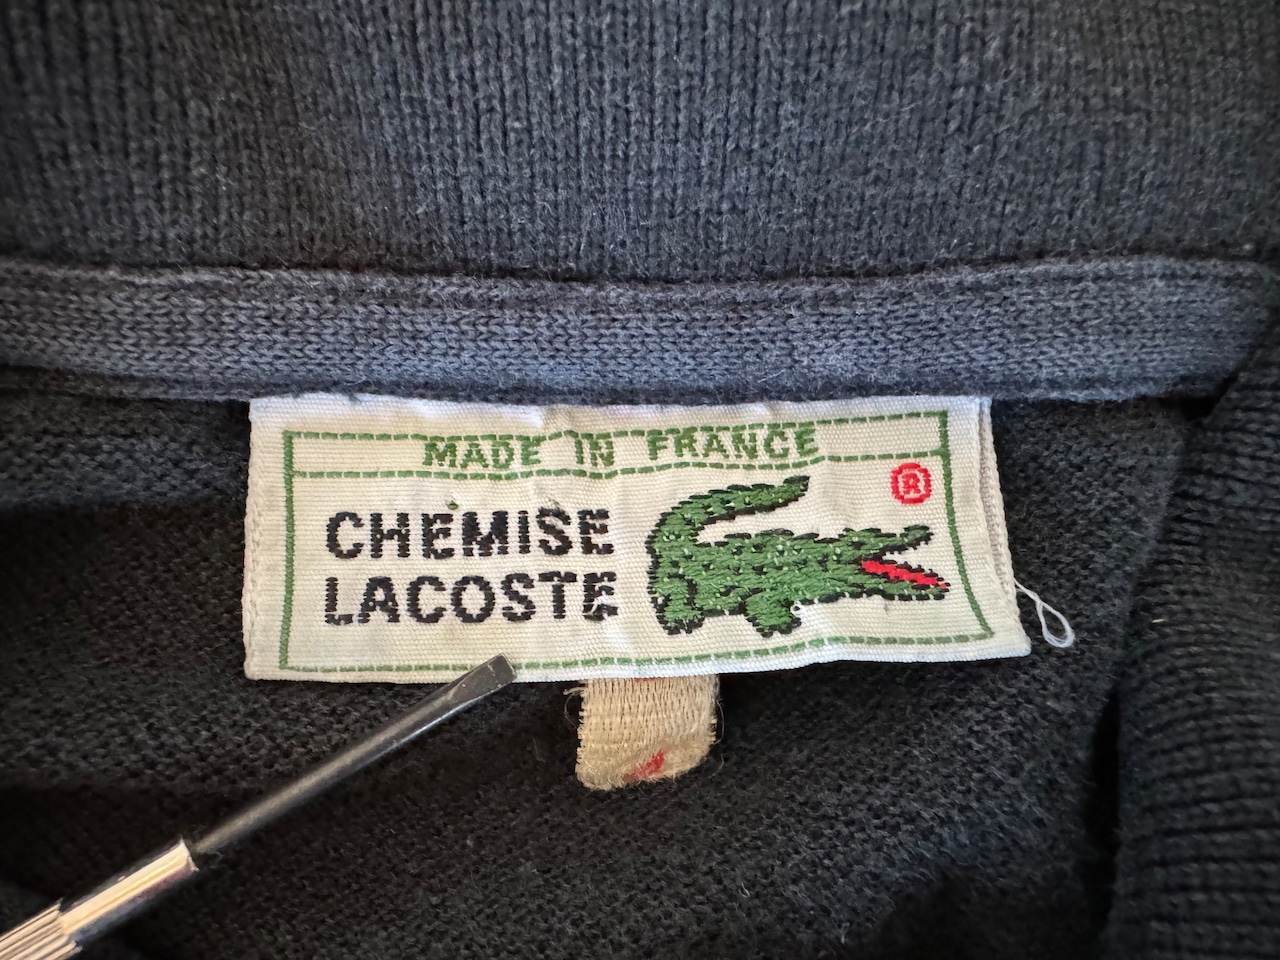 MADE IN FRANCE
®
CHEMISE
LACOSTE